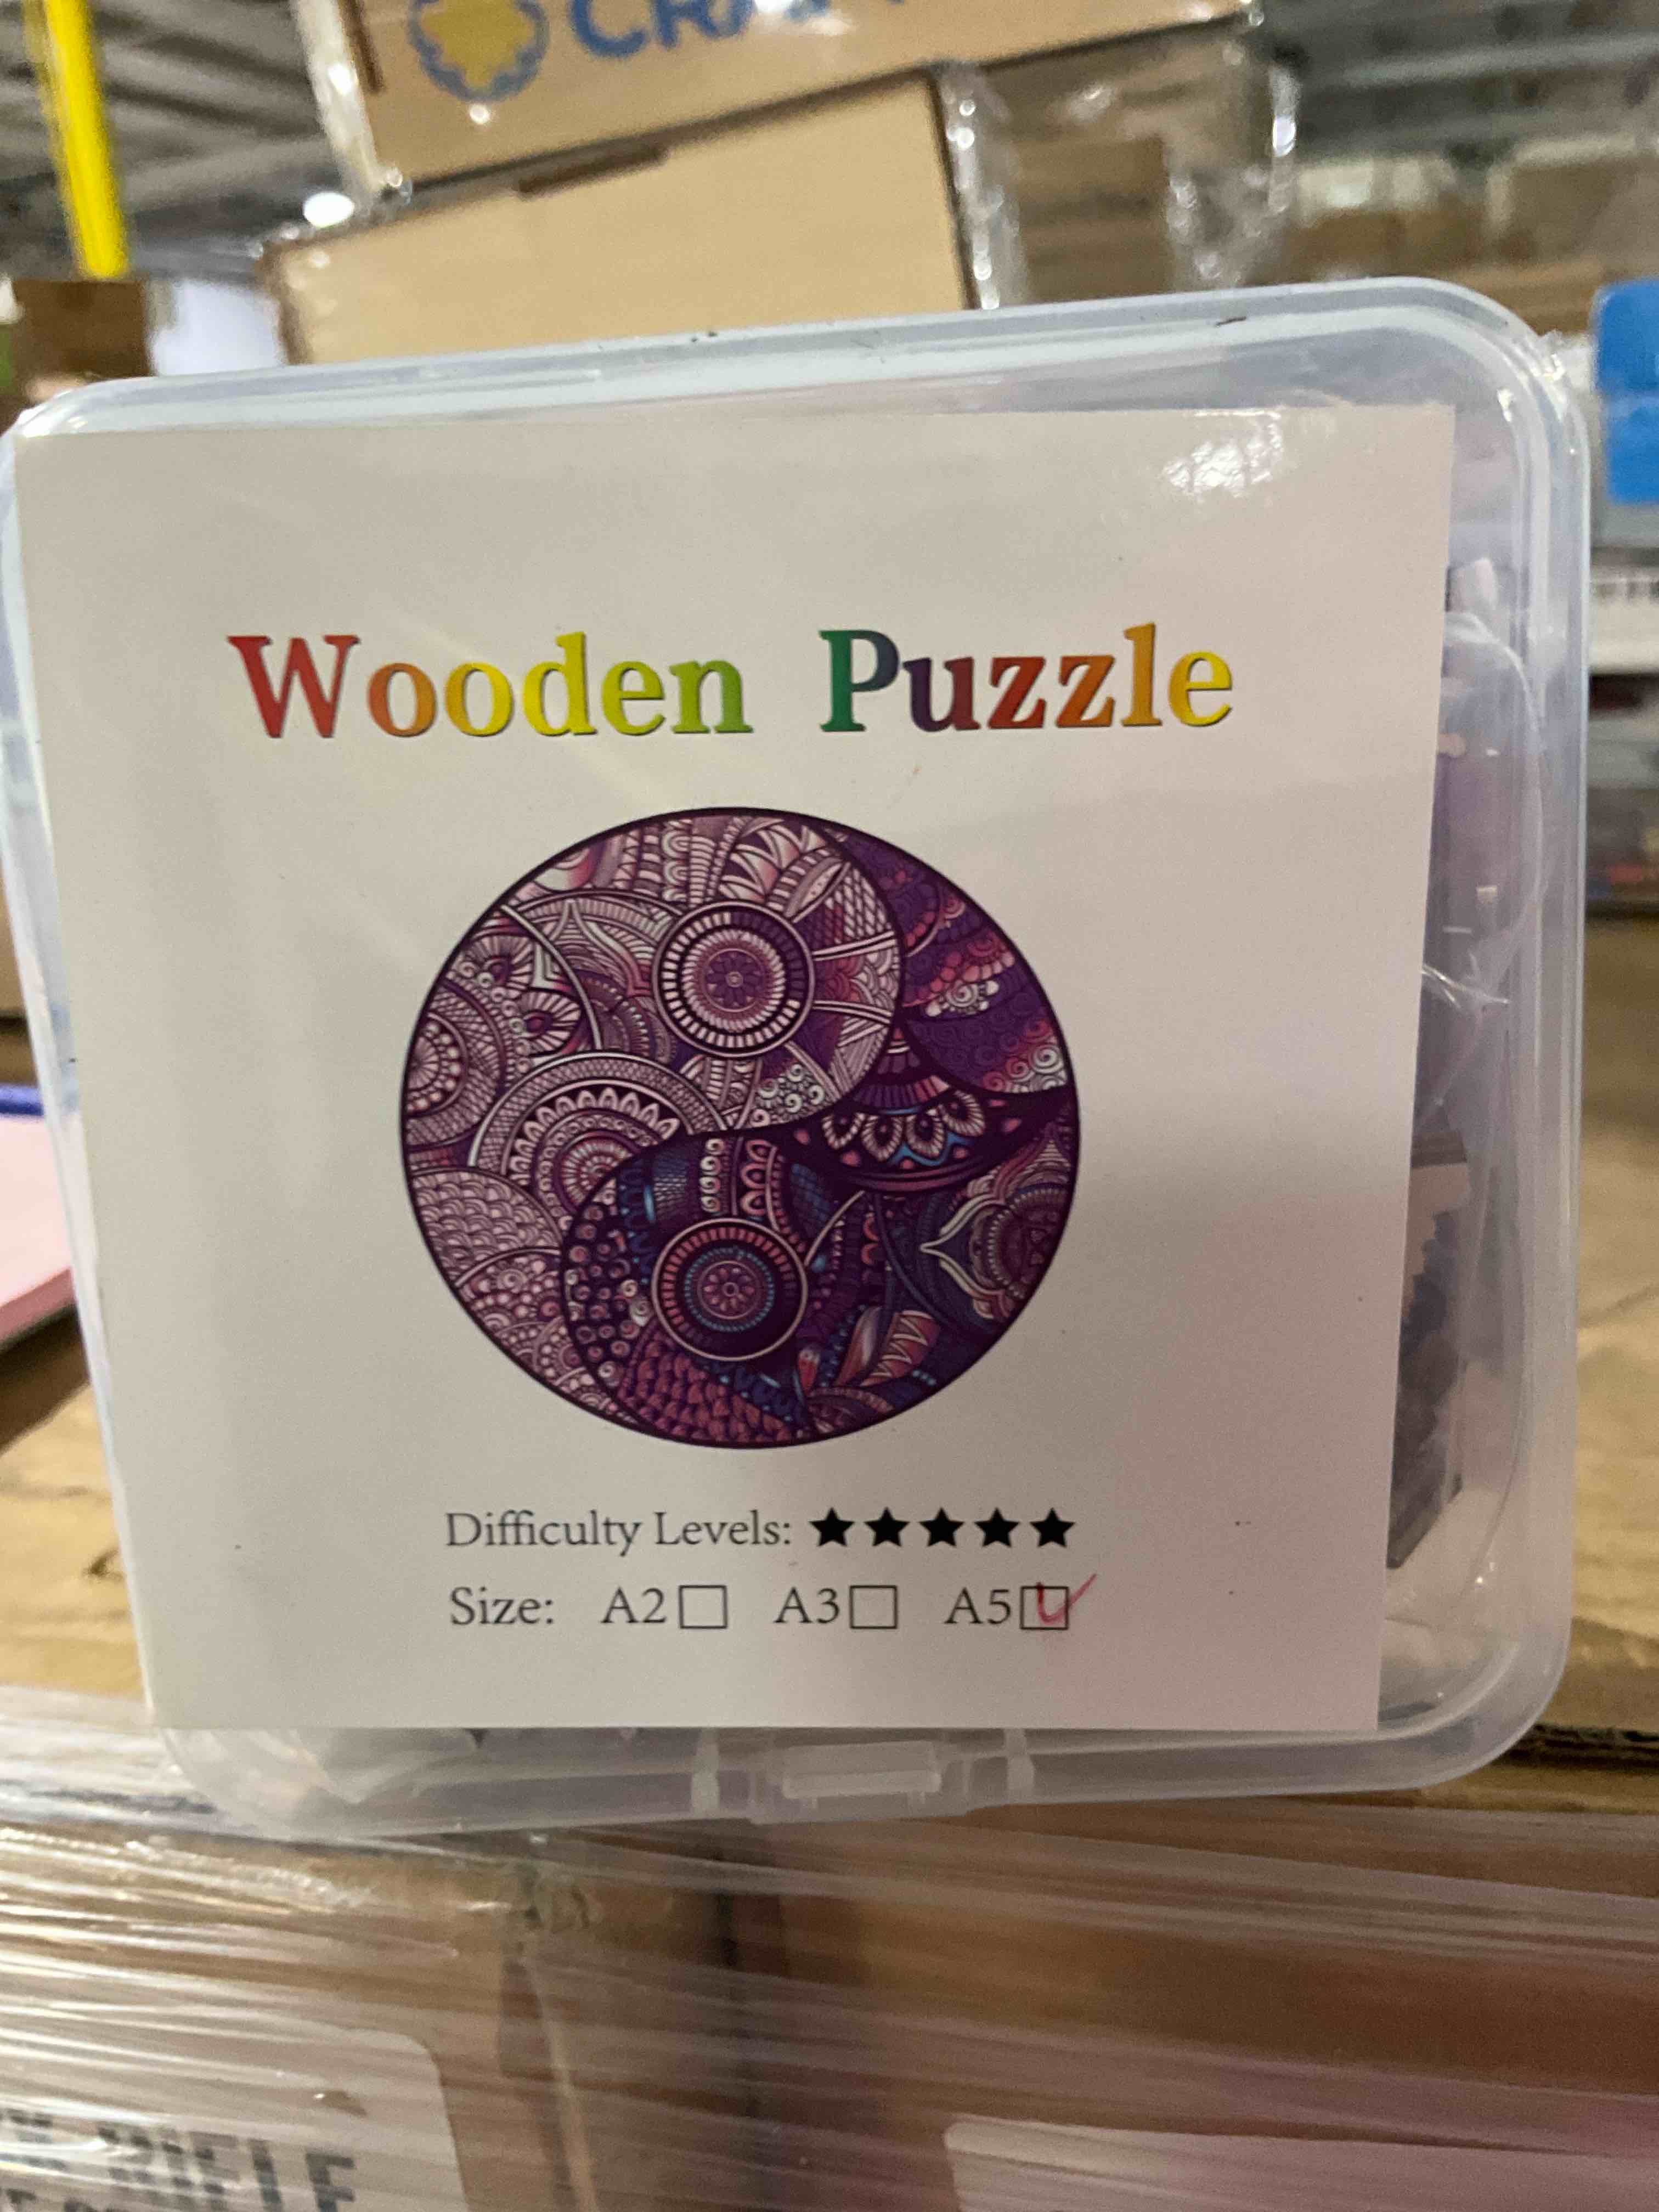 Wooden Puzzle
Difficulty Levels: ★★★★★
Size: A2☐ A3☐ A5☑